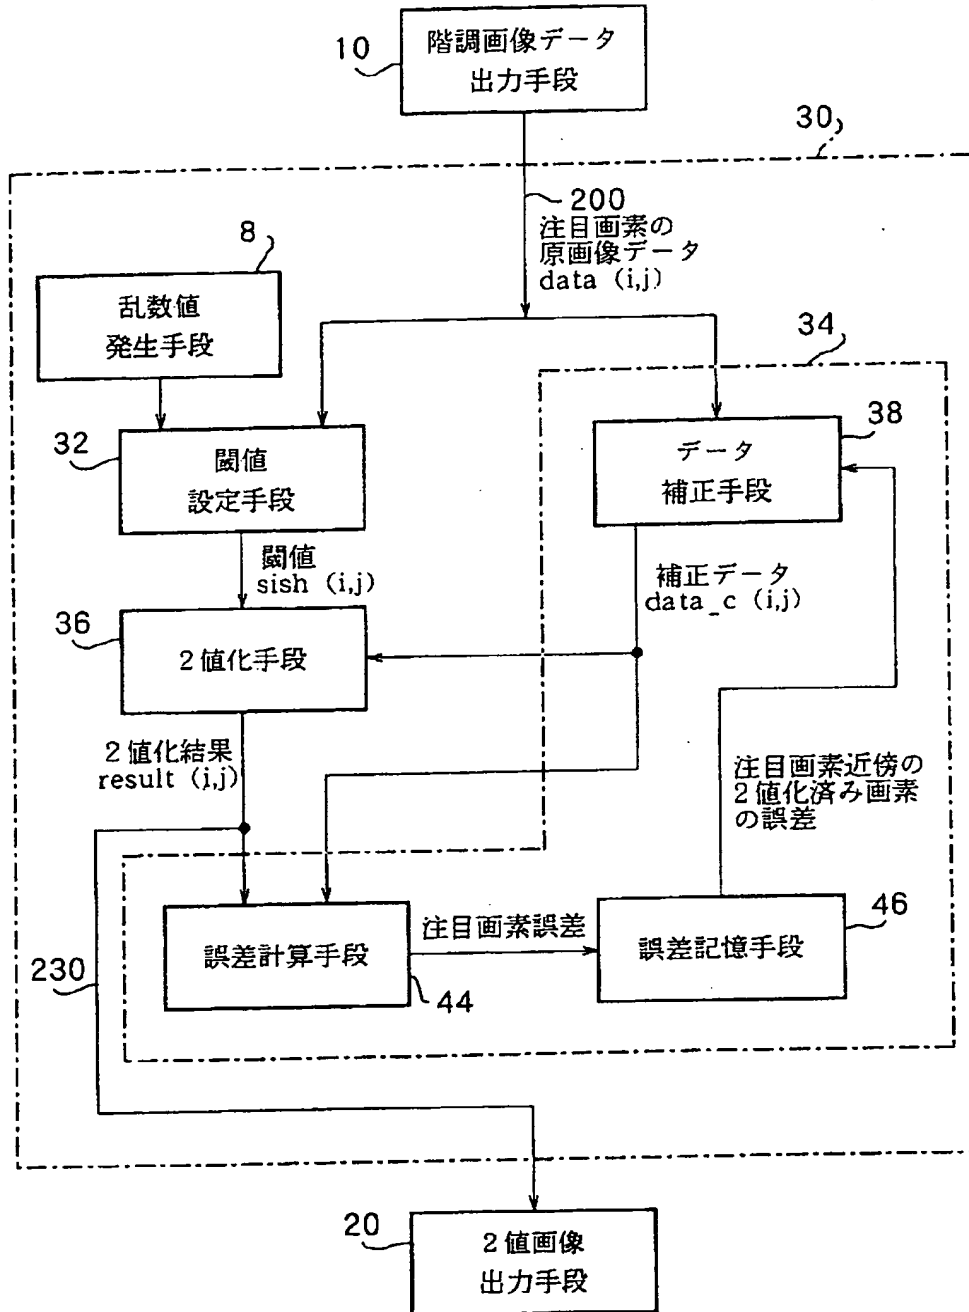 10
階調画像データ
出力手段
30
200
注目画素の
原画像データ
data (i,j)
8
乱数値
発生手段
34
32
閾値
設定手段
38
データ
補正手段
閾値
sish (i,j)
補正データ
data_c (i,j)
36
2値化手段
2値化結果
result (i,j)
注目画素近傍の
2値化済み画素
の誤差
誤差計算手段
44
注目画素誤差
46
誤差記憶手段
230
20
2値画像
出力手段